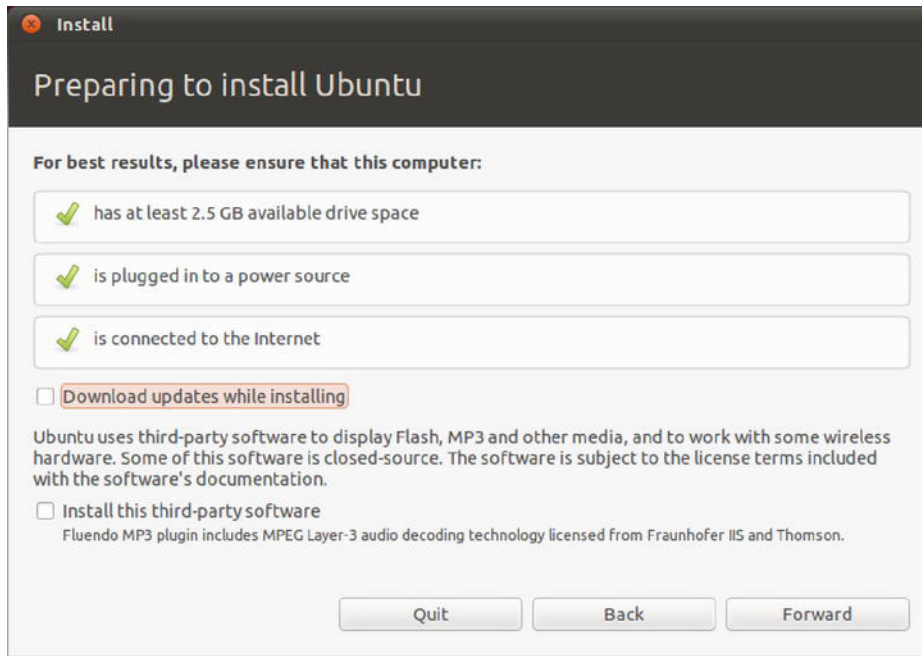 Install
Preparing to install Ubuntu
For best results, please ensure that this computer:
has at least 2.5 GB available drive space
is plugged in to a power source
is connected to the Internet
Download updates while installing
Ubuntu uses third-party software to display Flash, MP3 and other media, and to work with some wireless
hardware. Some of this software is closed-source. The software is subject to the license terms included
with the software's documentation.
Install this third-party software
Fluendo MP3 plugin includes MPEG Layer-3 audio decoding technology licensed from Fraunhofer IIS and Thomson.
Quit Back Forward